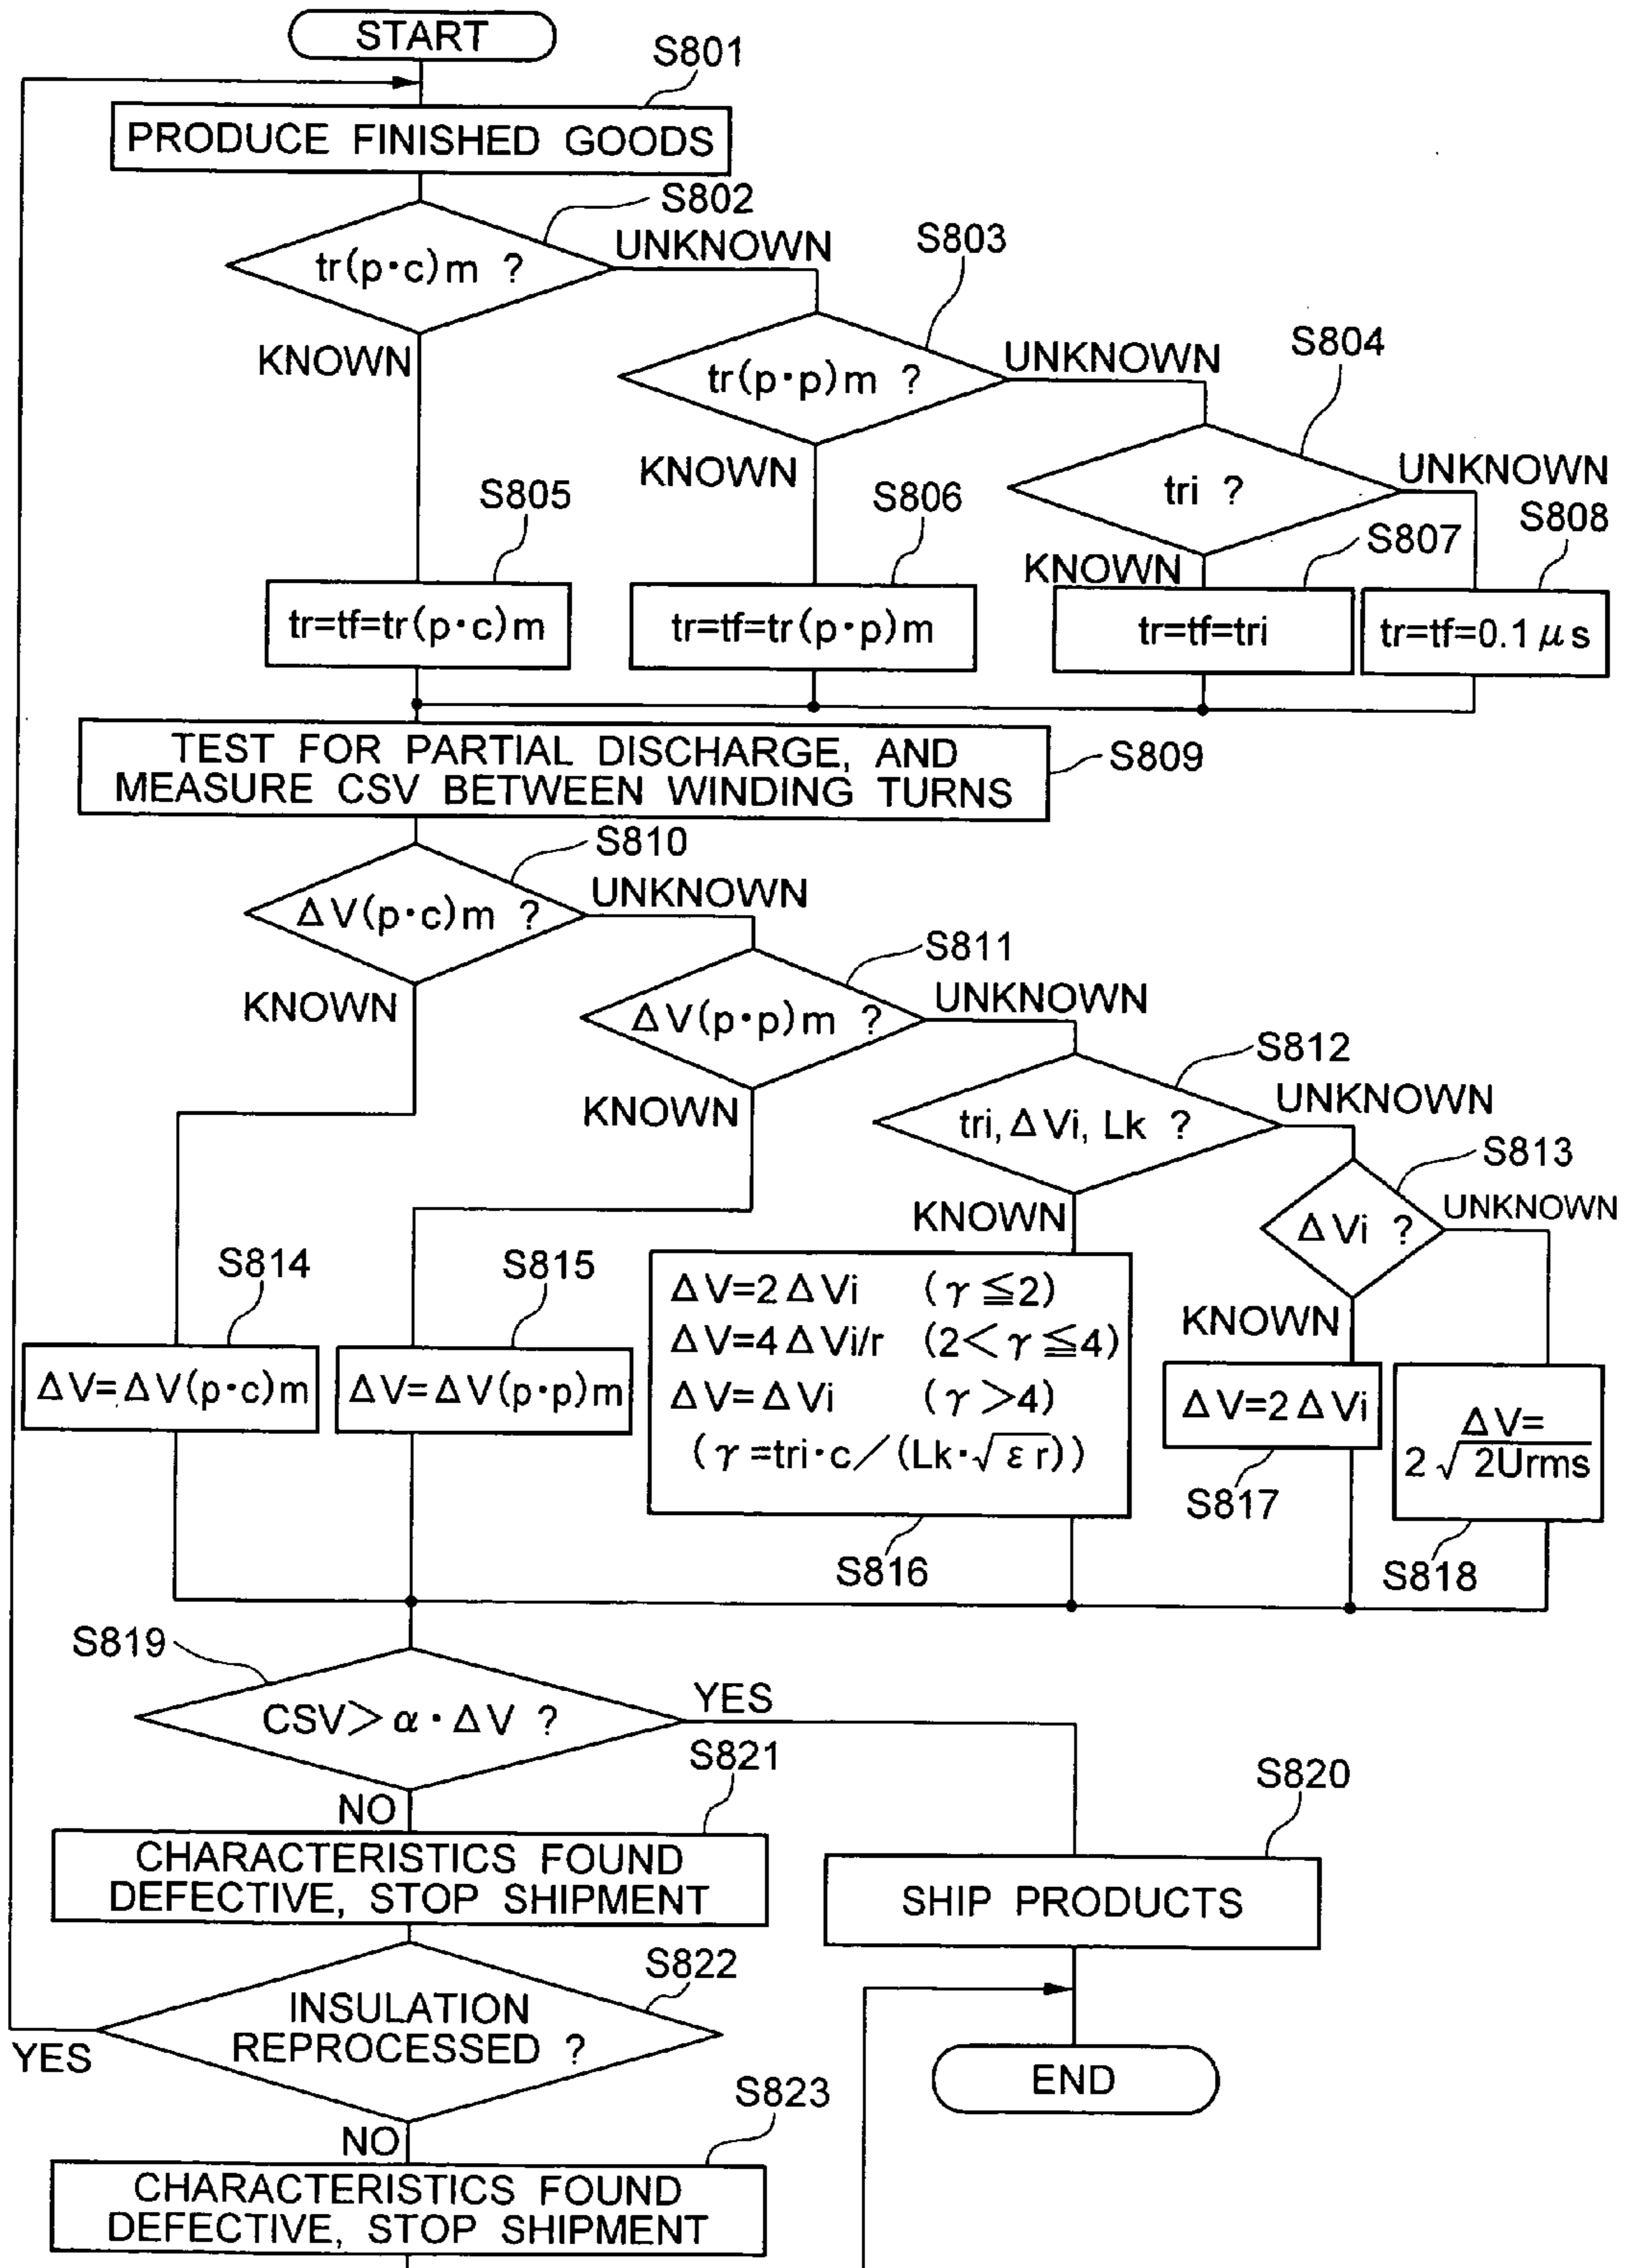 START
S801
PRODUCE FINISHED GOODS
S802
tr(p·c)m ?
UNKNOWN
S803
KNOWN
tr(p·p)m ?
UNKNOWN
S804
KNOWN
tri ?
UNKNOWN
S805
S806
S807
S808
KNOWN
tr=tf=tr(p·c)m
tr=tf=tr(p·p)m
tr=tf=tri
tr=tf=0.1μs
TEST FOR PARTIAL DISCHARGE, AND
MEASURE CSV BETWEEN WINDING TURNS
S809
S810
ΔV(p·c)m ?
UNKNOWN
S811
KNOWN
ΔV(p·p)m ?
UNKNOWN
S812
KNOWN
tri, ΔVi, Lk ?
UNKNOWN
S813
KNOWN
ΔVi ?
UNKNOWN
S814
S815
KNOWN
ΔV=ΔV(p·c)m
ΔV=ΔV(p·p)m
ΔV=2ΔVi (γ≦2)
ΔV=4ΔVi/r (2<γ≦4)
ΔV=ΔVi (γ>4)
(γ=tri·c/(Lk·√εr))
S816
ΔV=2ΔVi
S817
ΔV=
2√2Urms
S818
S819
CSV>α·ΔV ?
YES
NO
S821
CHARACTERISTICS FOUND
DEFECTIVE, STOP SHIPMENT
S820
SHIP PRODUCTS
S822
INSULATION
REPROCESSED ?
YES
END
NO
S823
CHARACTERISTICS FOUND
DEFECTIVE, STOP SHIPMENT